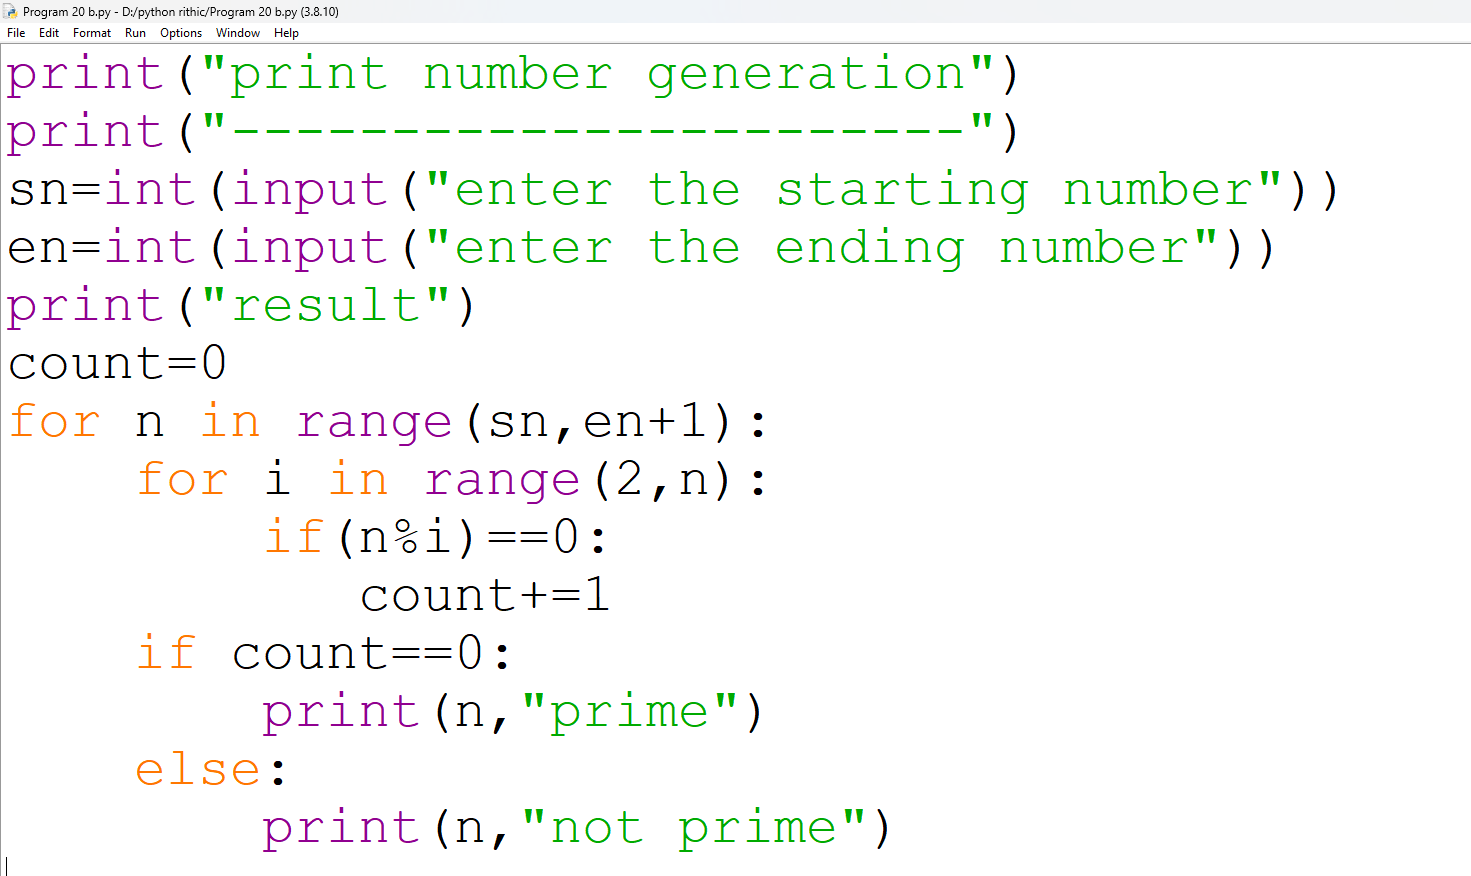 Program 20 b.py - D:/python rithic/Program 20 b.py (3.8.10)
File Edit Format Run Options Window Help
print("print number generation")
print("-----------------------")
sn=int(input("enter the starting number"))
en=int(input("enter the ending number"))
print("result")
count=0
for n in range(sn,en+1):
    for i in range(2,n):
        if(n%i)==0:
           count+=1
    if count==0:
        print(n,"prime")
    else:
        print(n,"not prime")